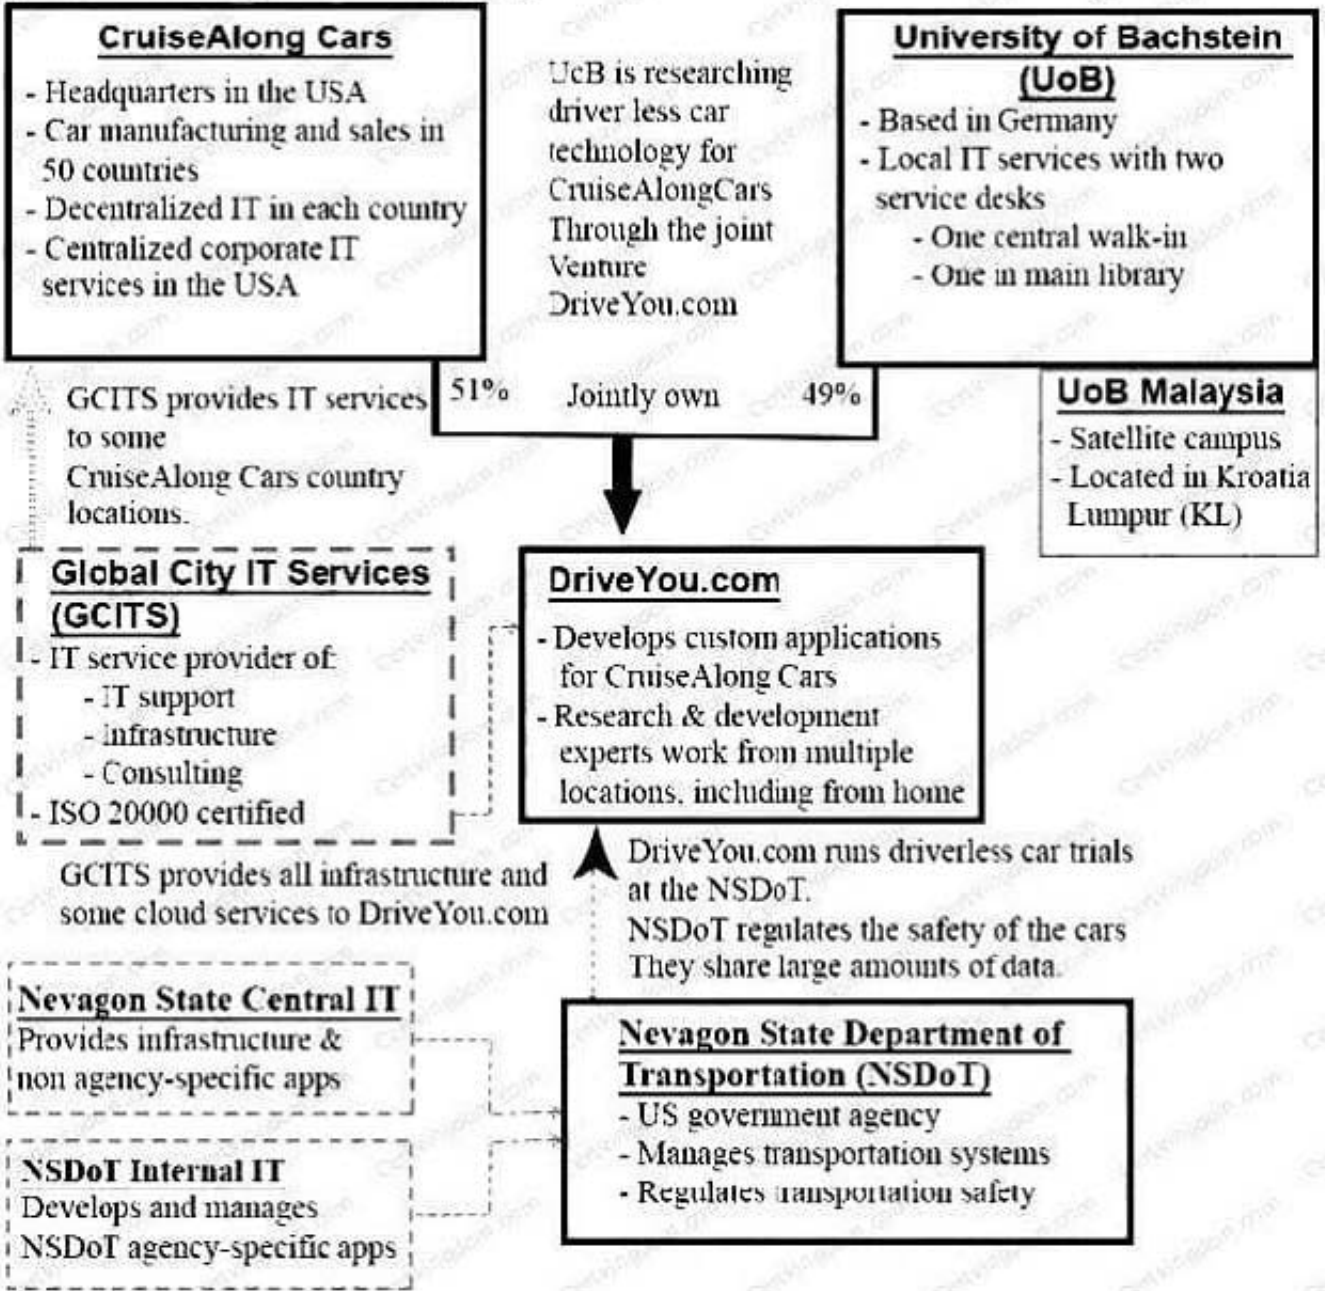 CruiseAlong Cars
- Headquarters in the USA
- Car manufacturing and sales in
50 countries
- Decentralized IT in each country
- Centralized corporate IT
services in the USA
UcB is researching
driver less car
technology for
CruiseAlongCars
Through the joint
Venture
DriveYou.com
University of Bachstein
(UoB)
- Based in Germany
- Local IT services with two
service desks
- One central walk-in
- One in main library
51% Jointly own 49%
UoB Malaysia
- Satellite campus
- Located in Kroatia
Lumpur (KL)
GCITS provides IT services
to some
CruiseAlong Cars country
locations.
Global City IT Services
(GCITS)
- IT service provider of:
- IT support
- Infrastructure
- Consulting
- ISO 20000 certified
DriveYou.com
- Develops custom applications
for CruiseAlong Cars
- Research & development
experts work from multiple
locations, including from home
GCITS provides all infrastructure and
some cloud services to DriveYou.com
DriveYou.com runs driverless car trials
at the NSDoT.
NSDoT regulates the safety of the cars
They share large amounts of data.
Nevagon State Central IT
Provides infrastructure &
non agency-specific apps
NSDoT Internal IT
Develops and manages
NSDoT agency-specific apps
Nevagon State Department of
Transportation (NSDoT)
- US government agency
- Manages transportation systems
- Regulates transportation safety